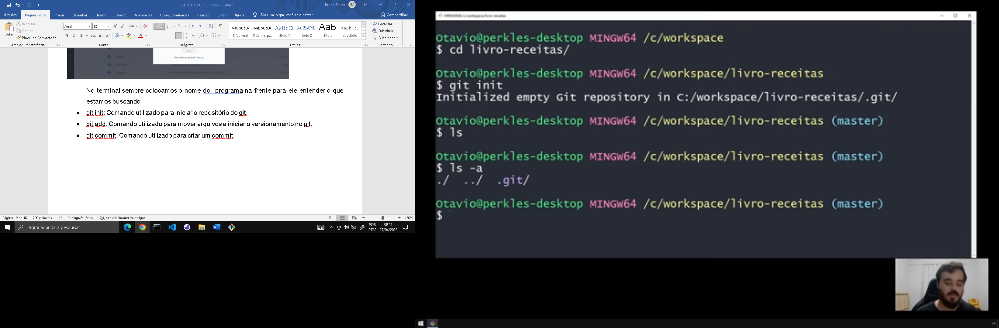 S.F.D. Git e GitHub.docx - Word
Bruno Souza
BS
Arquivo
Página Inicial
Inserir
Desenhar
Design
Layout
Referências
Correspondências
Revisão
Exibir
Ajuda
Diga-me o que você deseja fazer
Compartilhar
Colar
Recortar
Copiar
Pincel de Formatação
Área de Transferência
Arial
12
Aa
N I S abc x₂ x²
Fonte
Parágrafo
AaBbCcDc
¶ Normal
AaBbCcDc
¶ Sem Esp...
AaBbC(
Título 1
AaBbCcE
Título 2
AaB
Título
AaBbCcC
Subtítulo
Estilos
Localizar
Substituir
Selecionar
Editando
Don't have an account? Sign up
No terminal sempre colocamos o nome do programa na frente para ele entender o que
estamos buscando
• git init: Comando utilizado para iniciar o repositório do git,
• git add: Comando utilizado para mover arquivos e iniciar o versionamento no git,
• git commit: Comando utilizado para criar um commit,
Página 10 de 10
790 palavras
Português (Brasil)
Acessibilidade: investigar
130%
Digite aqui para pesquisar
POR
PTB2
09:11
27/04/2022
MINGW64:/c/workspace/livro-receitas
Otavio@perkles-desktop MINGW64 /c/workspace
$ cd livro-receitas/
Otavio@perkles-desktop MINGW64 /c/workspace/livro-receitas
$ git init
Initialized empty Git repository in C:/workspace/livro-receitas/.git/
Otavio@perkles-desktop MINGW64 /c/workspace/livro-receitas (master)
$ ls
Otavio@perkles-desktop MINGW64 /c/workspace/livro-receitas (master)
$ ls -a
./ ../ .git/
Otavio@perkles-desktop MINGW64 /c/workspace/livro-receitas (master)
$